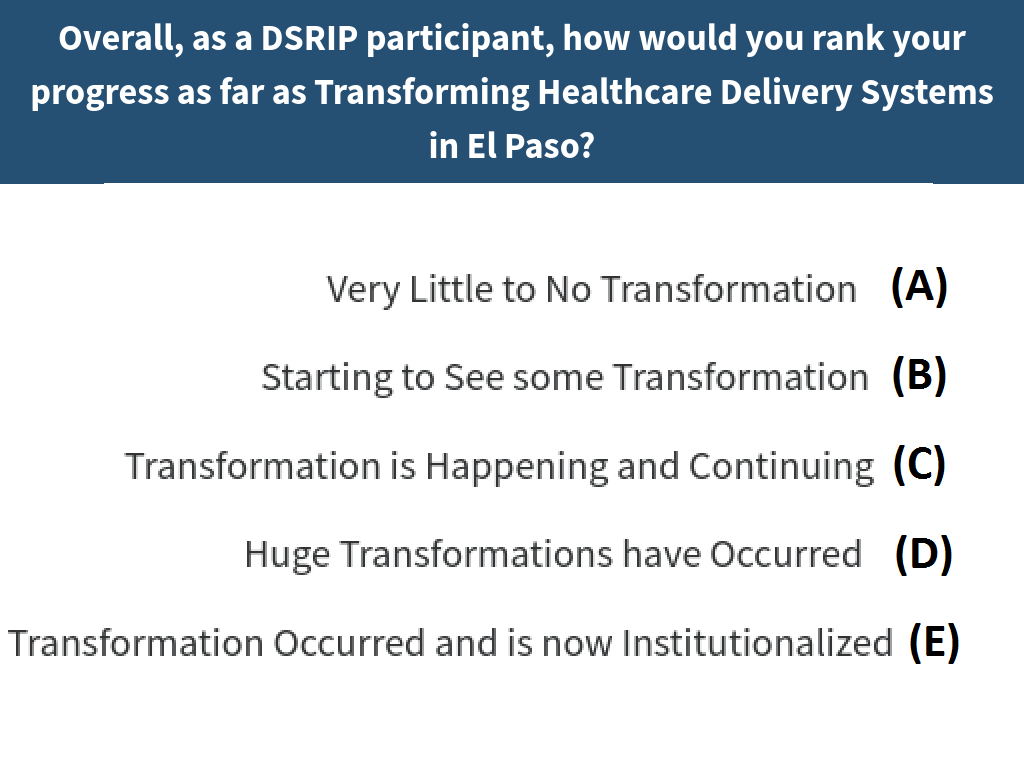 Overall, as a DSRIP participant, how would you rank your
progress as far as Transforming Healthcare Delivery Systems
in El Paso?
Very Little to No Transformation (A)
Starting to See some Transformation (B)
Transformation is Happening and Continuing (C)
Huge Transformations have Occurred (D)
Transformation Occurred and is now Institutionalized (E)